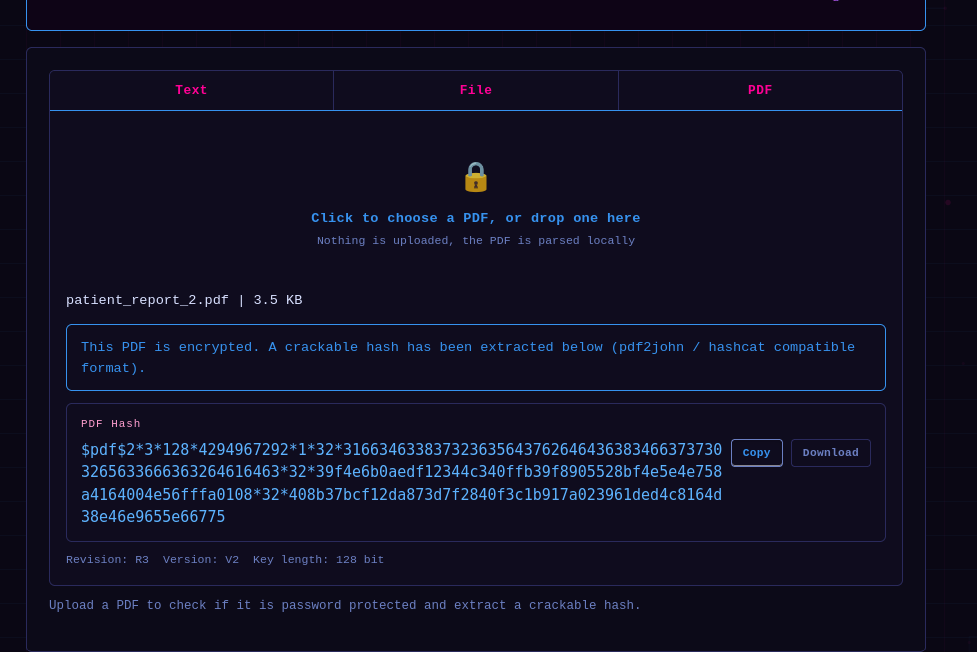 Text
File
PDF
Click to choose a PDF, or drop one here
Nothing is uploaded, the PDF is parsed locally
patient_report_2.pdf | 3.5 KB
This PDF is encrypted. A crackable hash has been extracted below (pdf2john / hashcat compatible
format).
PDF Hash
$pdf$2*3*128*4294967292*1*32*31663463383732363564376264643638346637373​0
Copy
Download
3265633666363264616463*32*39f4e6b0aedf12344c340ffb39f8905528bf4e5e4e758
a4164004e56fffa0108*32*408b37bcf12da873d7f2840f3c1b917a023961ded4c8164d
38e46e9655e66775
Revision: R3 Version: V2 Key length: 128 bit
Upload a PDF to check if it is password protected and extract a crackable hash.